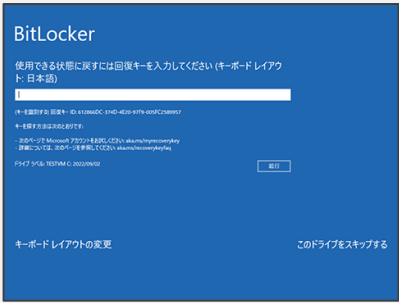 BitLocker
使用できる状態に戻すには回復キーを入力してください (キーボード レイアウ
ト: 日本語)
(キーを識別する) 回復キー ID: 612866DC-374D-4E20-97F9-005FC2589957
キーを探す方法は次のとおりです:
- 次のページで Microsoft アカウントをお試しください: aka.ms/myrecoverykey
- 詳細については、次のページを参照してください: aka.ms/recoverykeyfaq
ドライブ ラベル: TESTVM C: 2022/09/02
続行
キーボード レイアウトの変更
このドライブをスキップする